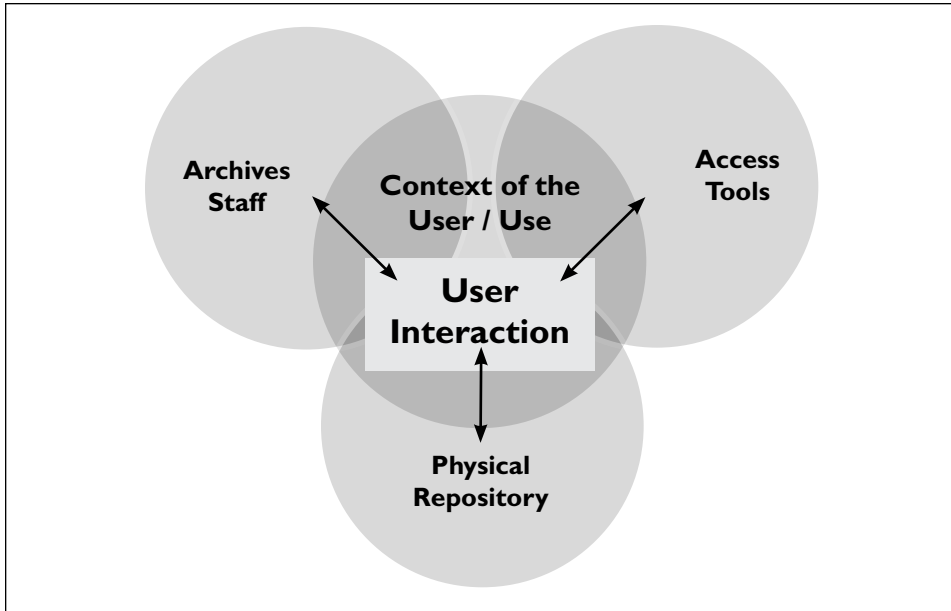 Archives
Staff
Context of the
User / Use
Access
Tools
User
Interaction
Physical
Repository